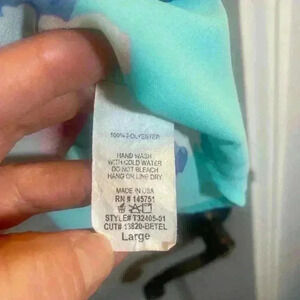 100% POLYESTER
HAND WASH
WITH COLD WATER
DO NOT BLEACH
HANG OR LINE DRY
MADE IN USA
RN # 145751
STYLE# T32405-01
CUT# 13820-BETEL
Large